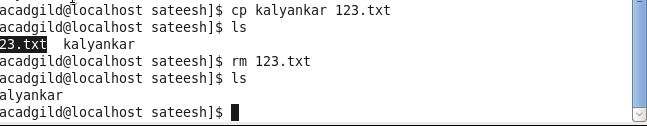 acadgild@localhost sateesh]$ cp kalyankar 123.txt
acadgild@localhost sateesh]$ ls
23.txt  kalyankar
acadgild@localhost sateesh]$ rm 123.txt
acadgild@localhost sateesh]$ ls
alyankar
acadgild@localhost sateesh]$